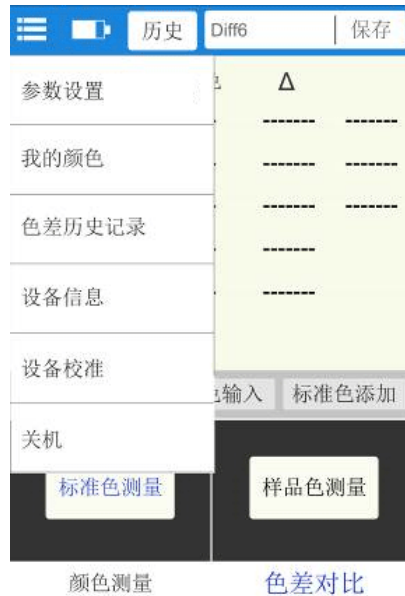 历史 Diff6 保存
参数设置
Δ
------- -------
我的颜色
------- -------
色差历史记录
------- -------
-------
设备信息
-------
设备校准
输入 标准色添加
关机
标准色测量 样品色测量
颜色测量 色差对比